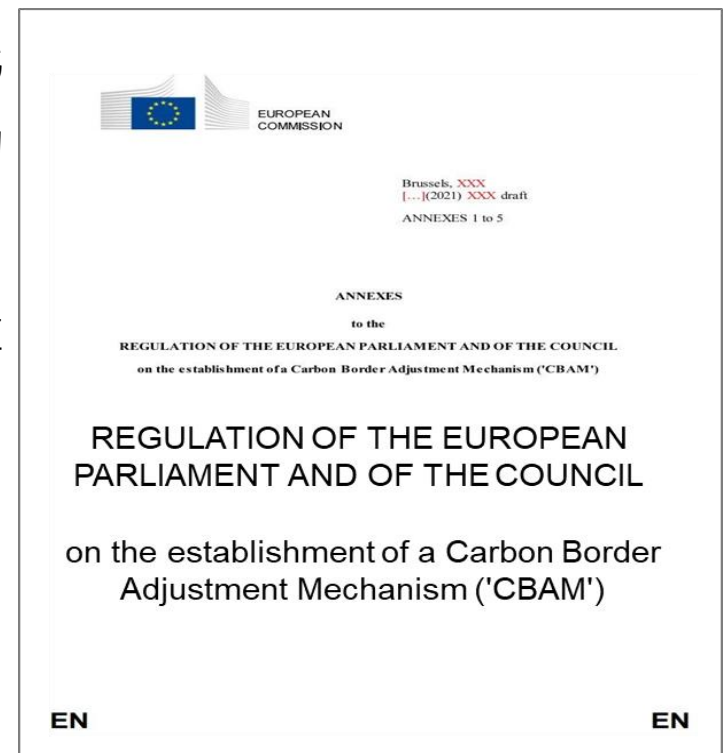 EUROPEAN
COMMISSION
Brussels, XXX
[…](2021) XXX draft
ANNEXES 1 to 5
ANNEXES
to the
REGULATION OF THE EUROPEAN PARLIAMENT AND OF THE COUNCIL
on the establishment of a Carbon Border Adjustment Mechanism ('CBAM')
REGULATION OF THE EUROPEAN
PARLIAMENT AND OF THE COUNCIL
on the establishment of a Carbon Border
Adjustment Mechanism ('CBAM')
EN EN